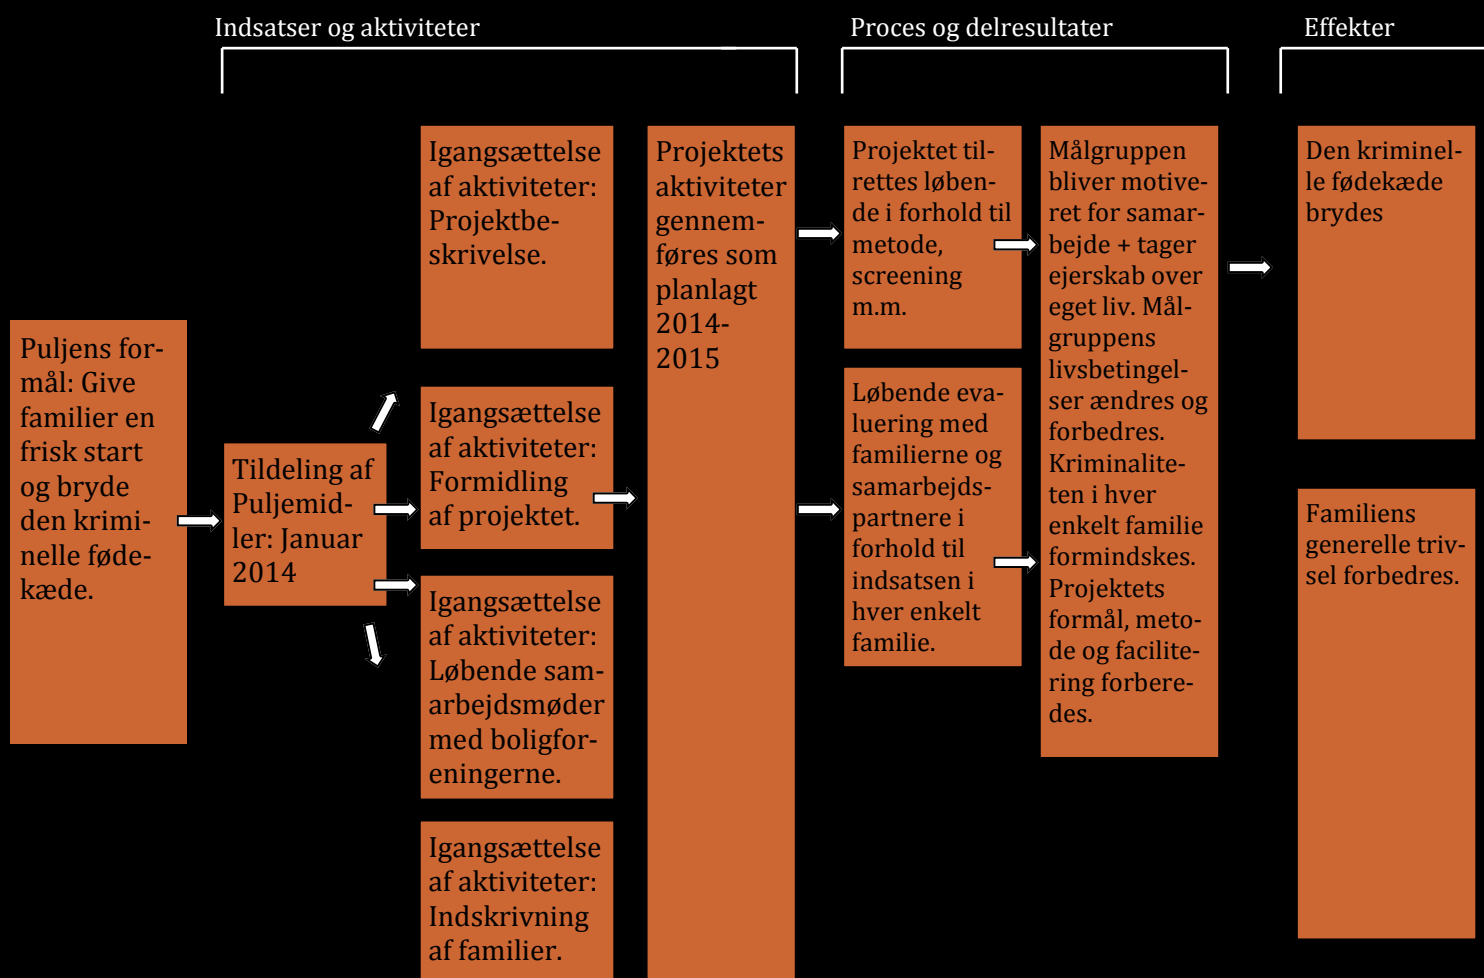 Indsatser og aktiviteter
Proces og delresultater
Effekter
Puljens for-
mål: Give
familier en
frisk start
og bryde
den krimi-
nelle føde-
kæde.
Tildeling af
Puljemid-
ler: Januar
2014
Igangsættelse
af aktiviteter:
Projektbe-
skrivelse.
Igangsættelse
af aktiviteter:
Formidling
af projektet.
Igangsættelse
af aktiviteter:
Løbende sam-
arbejdsmøder
med boligfor-
eningerne.
Igangsættelse
af aktiviteter:
Indskrivning
af familier.
Projektets
aktiviteter
gennem-
føres som
planlagt
2014-
2015
Projektet til-
rettes løben-
de i forhold til
metode,
screening
m.m.
Løbende eva-
luering med
familierne og
samarbejds-
partnere i
forhold til
indsatsen i
hver enkelt
familie.
Målgruppen
bliver motive-
ret for samar-
bejde + tager
ejerskab over
eget liv. Mål-
gruppens
livsbetingel-
ser ændres og
forbedres.
Kriminalite-
ten i hver
enkelt familie
formindskes.
Projektets
formål, meto-
de og facilite-
ring forbere-
des.
Den kriminel-
le fødekæde
brydes
Familiens
generelle triv-
sel forbedres.